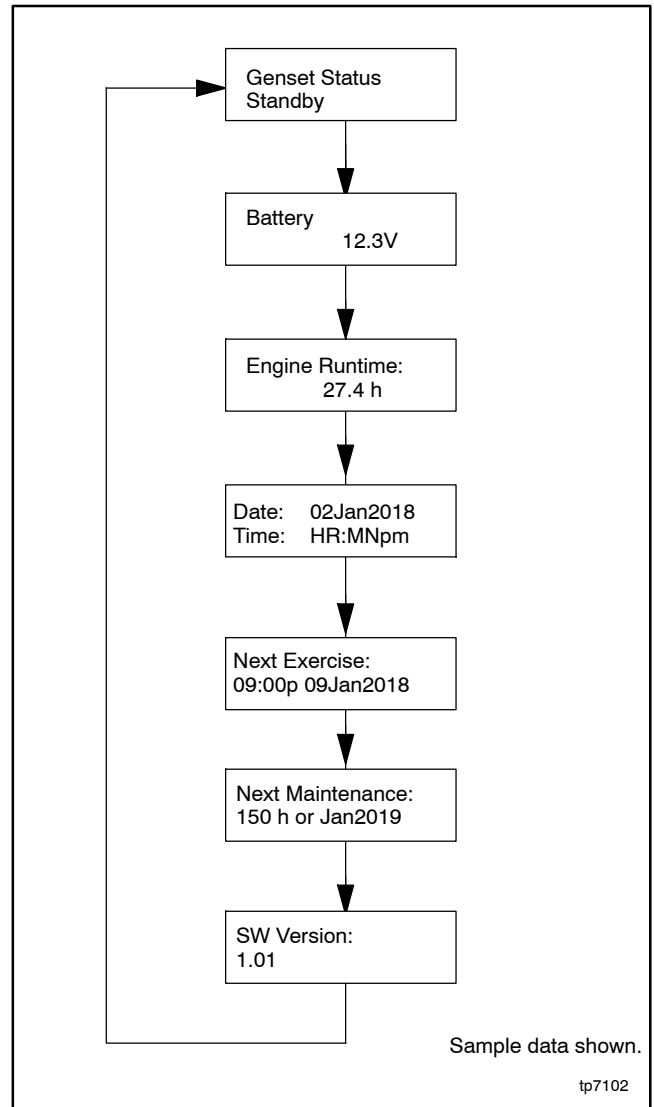 Genset Status
Standby
Battery
12.3V
Engine Runtime:
27.4 h
Date: 02Jan2018
Time: HR:MNpm
Next Exercise:
09:00p 09Jan2018
Next Maintenance:
150 h or Jan2019
SW Version:
1.01
Sample data shown.
tp7102